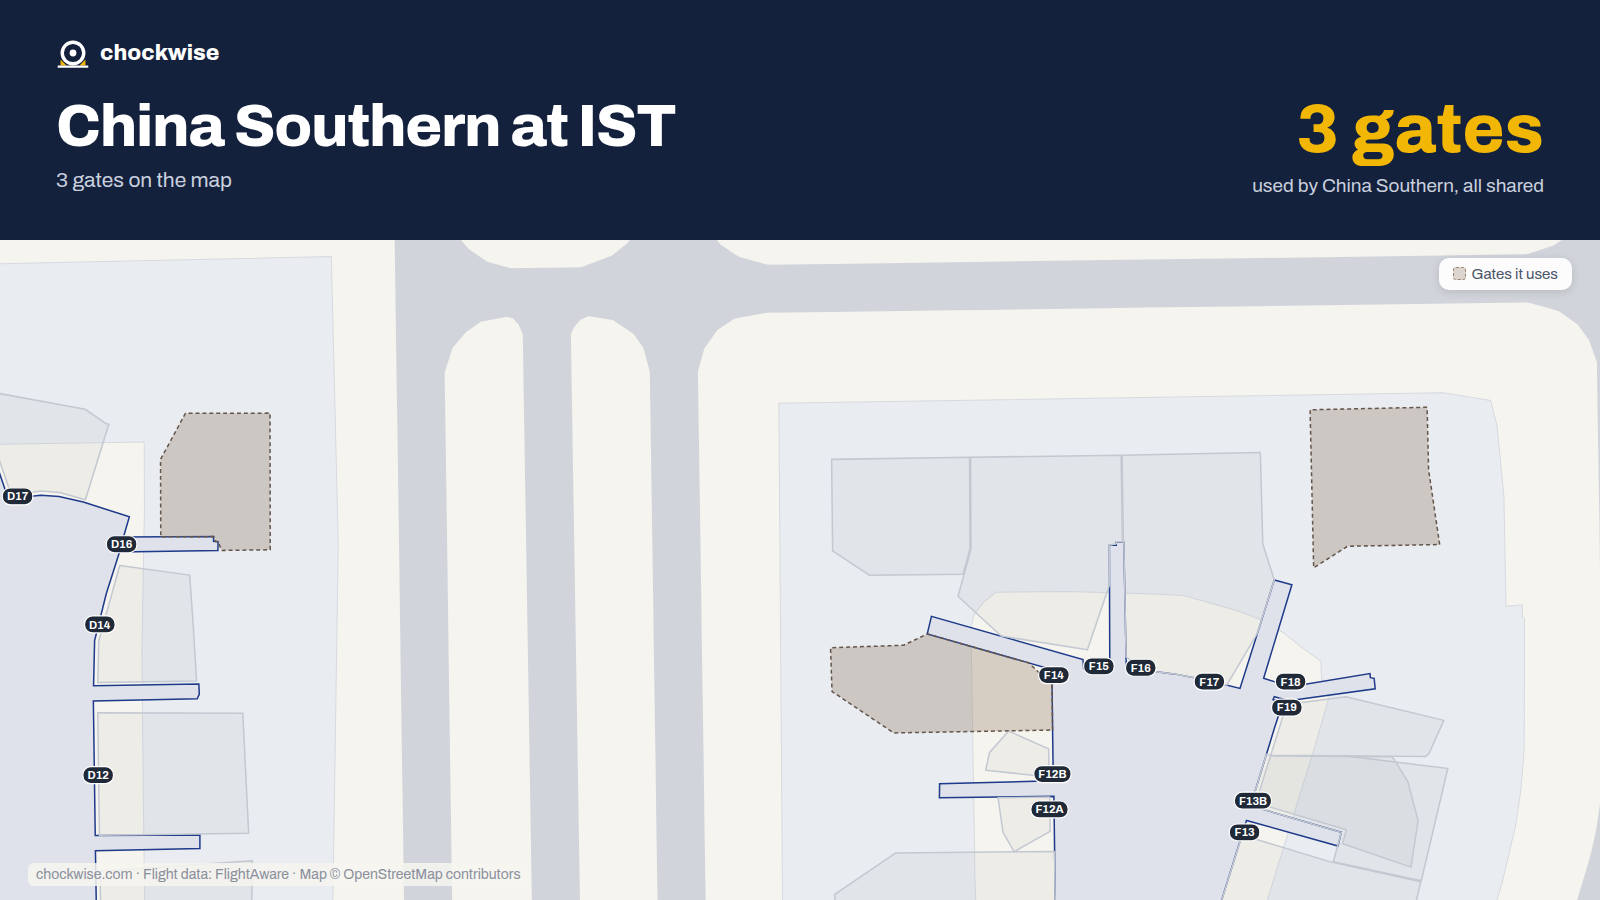 chockwise
China Southern at IST
3 gates on the map
3 gates
used by China Southern, all shared
Gates it uses
D17
D16
D14
D12
F14
F15
F16
F17
F18
F19
F12B
F12A
F13B
F13
chockwise.com · Flight data: FlightAware · Map © OpenStreetMap contributors